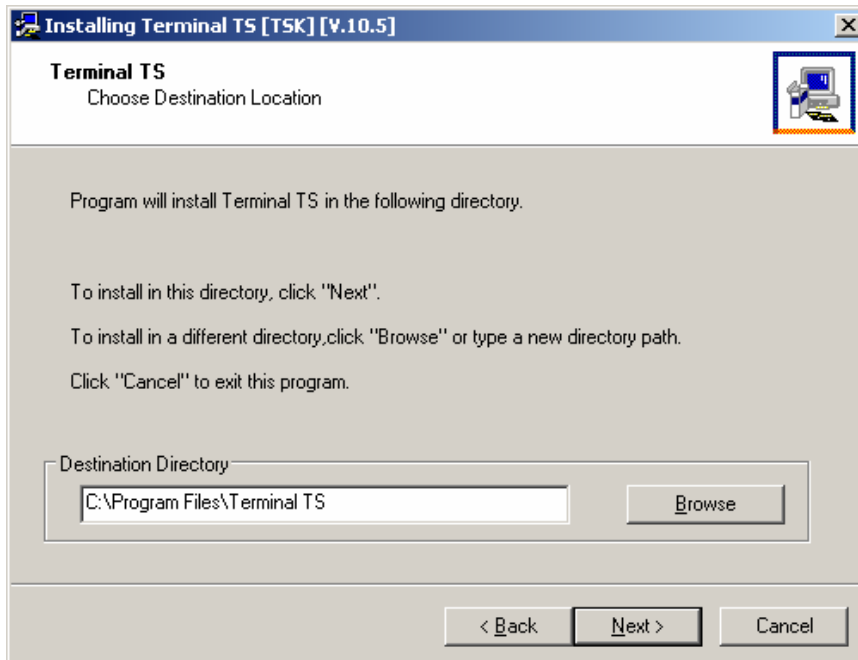 Installing Terminal TS [TSK] [V.10.5]
Terminal TS
Choose Destination Location
Program will install Terminal TS in the following directory.
To install in this directory, click "Next".
To install in a different directory,click "Browse" or type a new directory path.
Click "Cancel" to exit this program.
Destination Directory
C:\Program Files\Terminal TS
Browse
< Back
Next >
Cancel